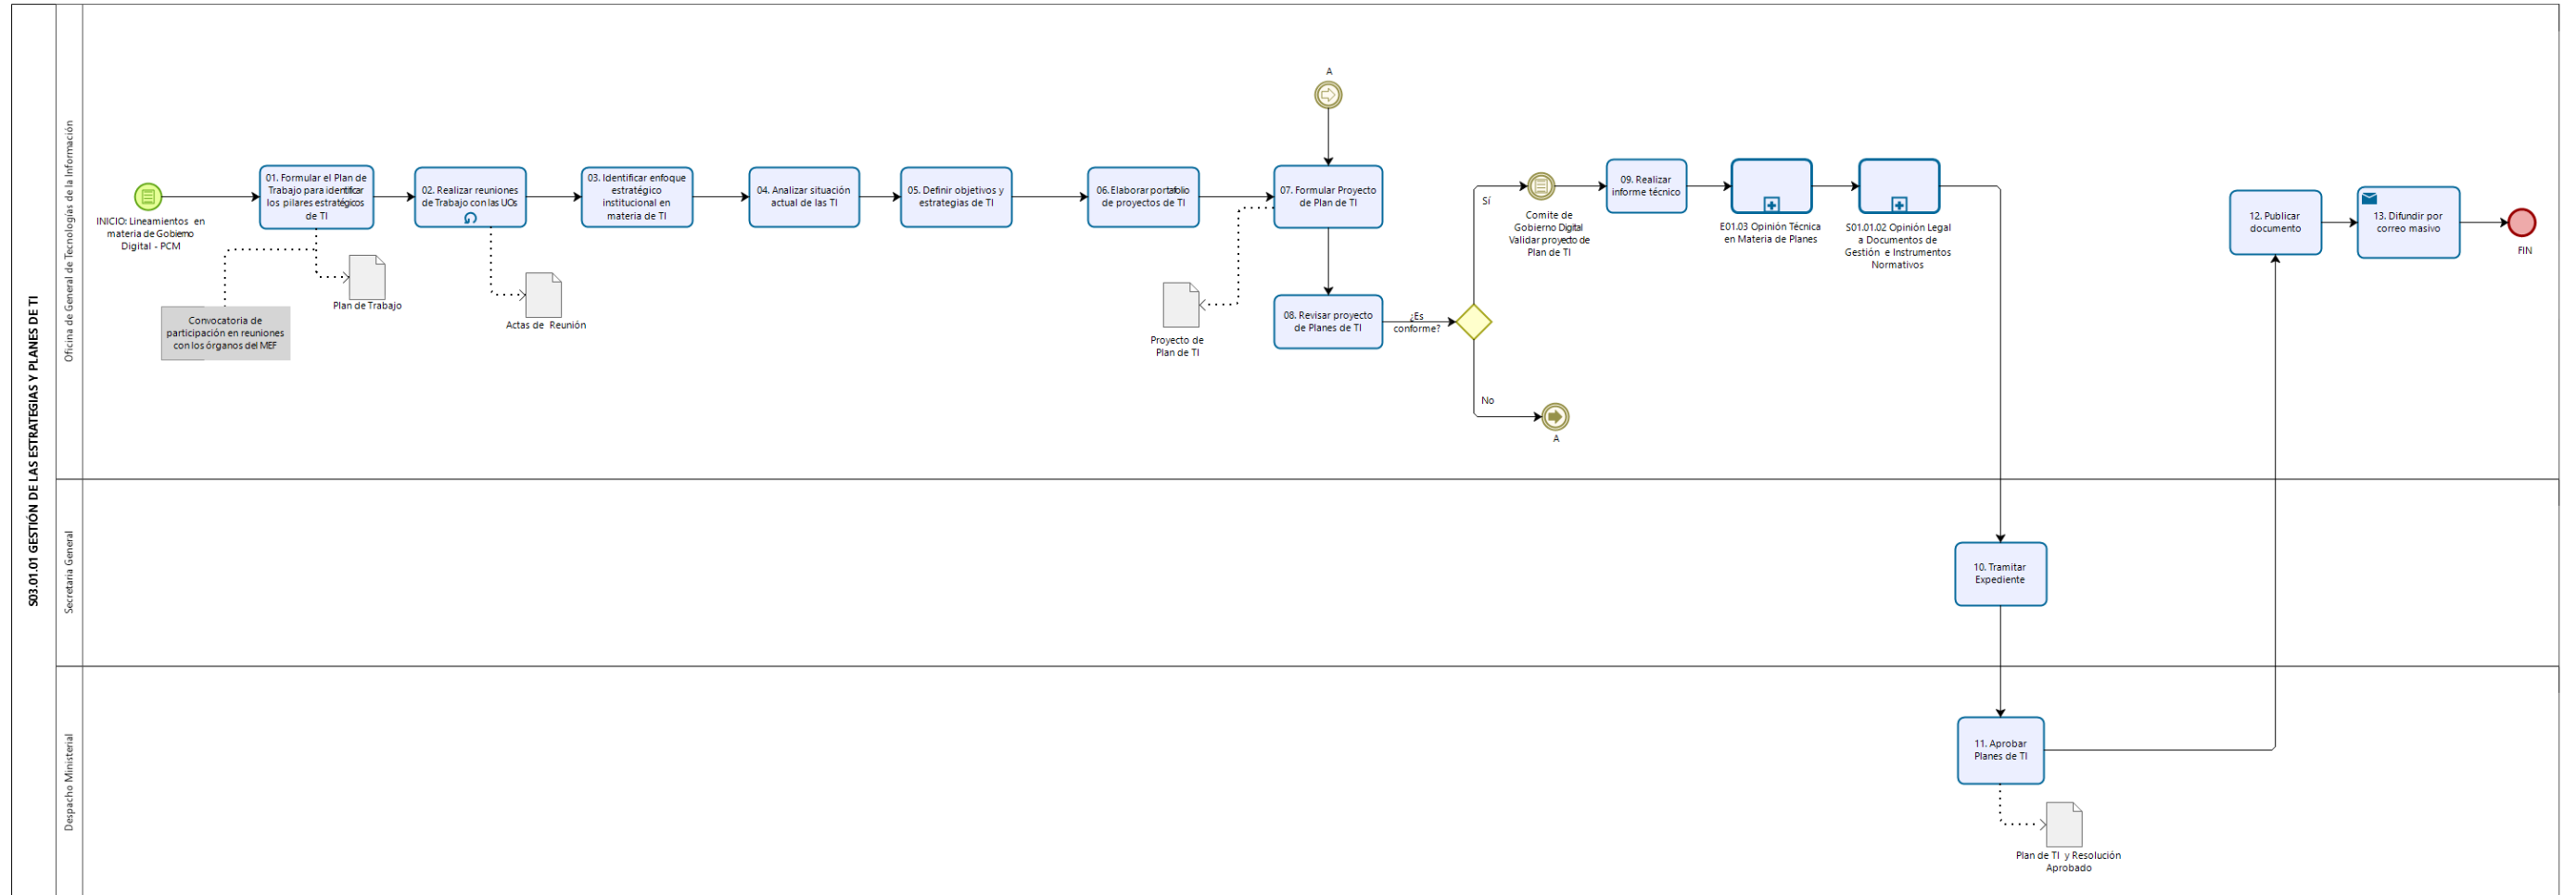 S03.01.01 GESTIÓN DE LAS ESTRATEGIAS Y PLANES DE TI
Oficina de General de Tecnologías de la Información
INICIO: Lineamientos en
materia de Gobierno
Digital - PCM
01. Formular el Plan de
Trabajo para identificar
los pilares estratégicos
de TI
Convocatoria de
participación en reuniones
con los órganos del MEF
Plan de Trabajo
02. Realizar reuniones
de Trabajo con las UOs
Actas de Reunión
03. Identificar enfoque
estratégico
institucional en
materia de TI
04. Analizar situación
actual de las TI
05. Definir objetivos y
estrategias de TI
06. Elaborar portafolio
de proyectos de TI
A
07. Formular Proyecto
de Plan de TI
Proyecto de
Plan de TI
08. Revisar proyecto
de Planes de TI
¿Es
conforme?
Sí
No
A
Comite de
Gobierno Digital
Validar proyecto de
Plan de TI
09. Realizar
informe técnico
E01.03 Opinión Técnica
en Materia de Planes
S01.01.02 Opinión Legal
a Documentos de
Gestión e Instrumentos
Normativos
12. Publicar
documento
13. Difundir por
correo masivo
FIN
Secretaria General
10. Tramitar
Expediente
Despacho Ministerial
11. Aprobar
Planes de TI
Plan de TI y Resolución
Aprobado